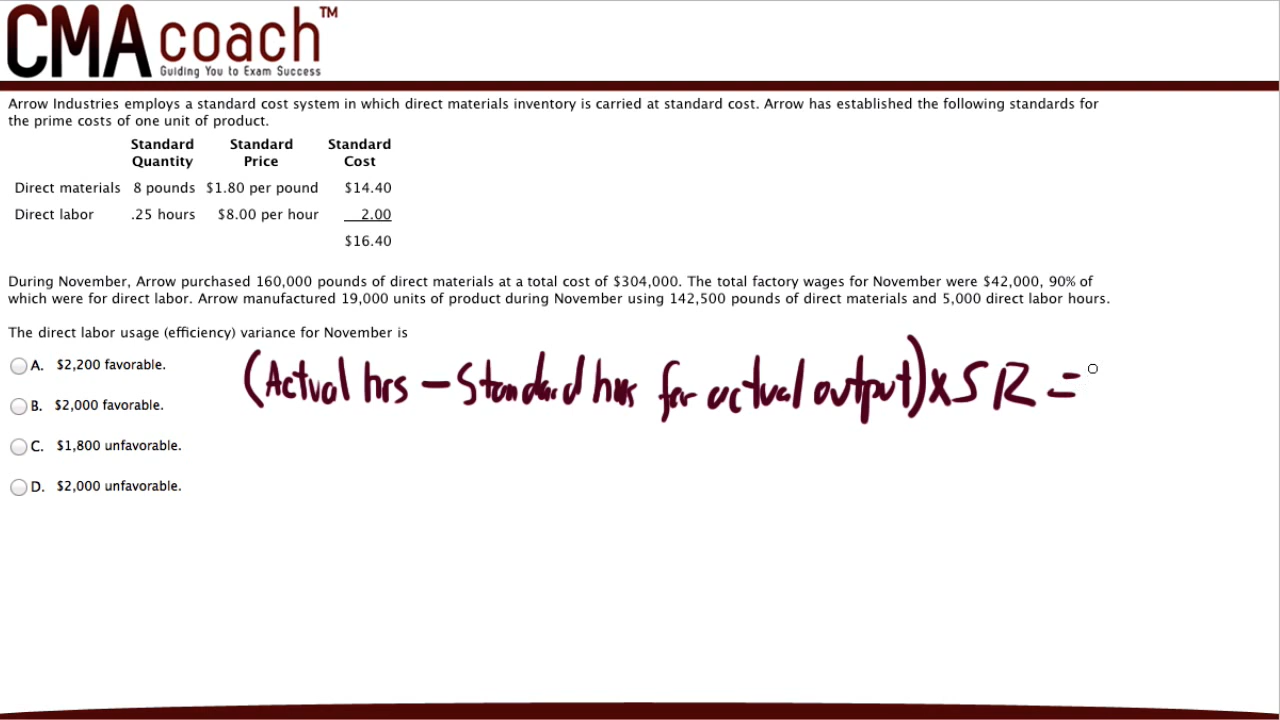 CMA coach™
Guiding You to Exam Success
Arrow Industries employs a standard cost system in which direct materials inventory is carried at standard cost. Arrow has established the following standards for
the prime costs of one unit of product.
Standard Standard Standard
Quantity Price Cost
Direct materials 8 pounds $1.80 per pound $14.40
Direct labor .25 hours $8.00 per hour 2.00
$16.40
During November, Arrow purchased 160,000 pounds of direct materials at a total cost of $304,000. The total factory wages for November were $42,000, 90% of
which were for direct labor. Arrow manufactured 19,000 units of product during November using 142,500 pounds of direct materials and 5,000 direct labor hours.
The direct labor usage (efficiency) variance for November is
A. $2,200 favorable.
(Actual hrs – Standard hrs for actual output) x SR =
B. $2,000 favorable.
C. $1,800 unfavorable.
D. $2,000 unfavorable.